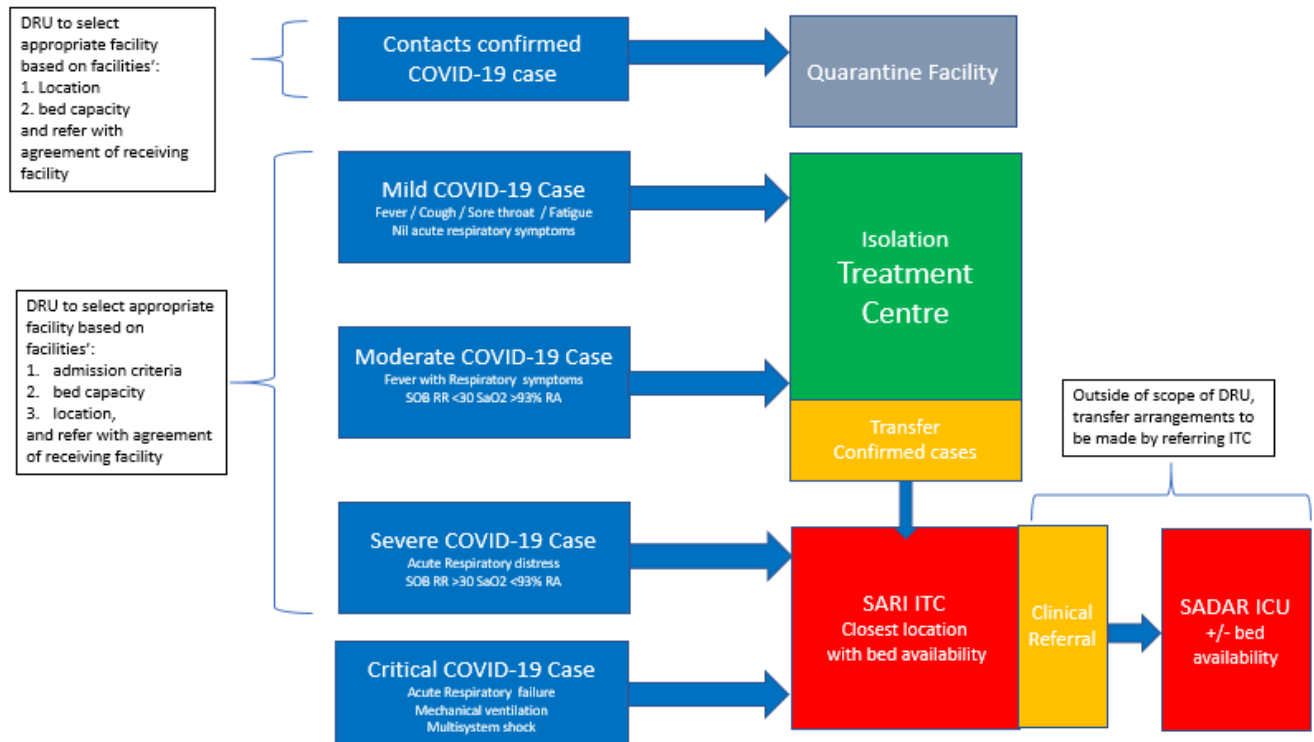 DRU to select
appropriate facility
based on facilities':
1. Location
2. bed capacity
and refer with
agreement of receiving
facility
Contacts confirmed
COVID-19 case
Quarantine Facility
Mild COVID-19 Case
Fever / Cough / Sore throat / Fatigue
Nil acute respiratory symptoms
Isolation
Treatment
Centre
DRU to select appropriate
facility based on
facilities':
1. admission criteria
2. bed capacity
3. location,
and refer with agreement
of receiving facility
Moderate COVID-19 Case
Fever with Respiratory symptoms
SOB RR <30 SaO2 >93% RA
Transfer
Confirmed cases
Outside of scope of DRU,
transfer arrangements to
be made by referring ITC
Severe COVID-19 Case
Acute Respiratory distress
SOB RR >30 SaO2 <93% RA
SARI ITC
Closest location
with bed availability
Clinical
Referral
SADAR ICU
+/- bed
availability
Critical COVID-19 Case
Acute Respiratory failure
Mechanical ventilation
Multisystem shock